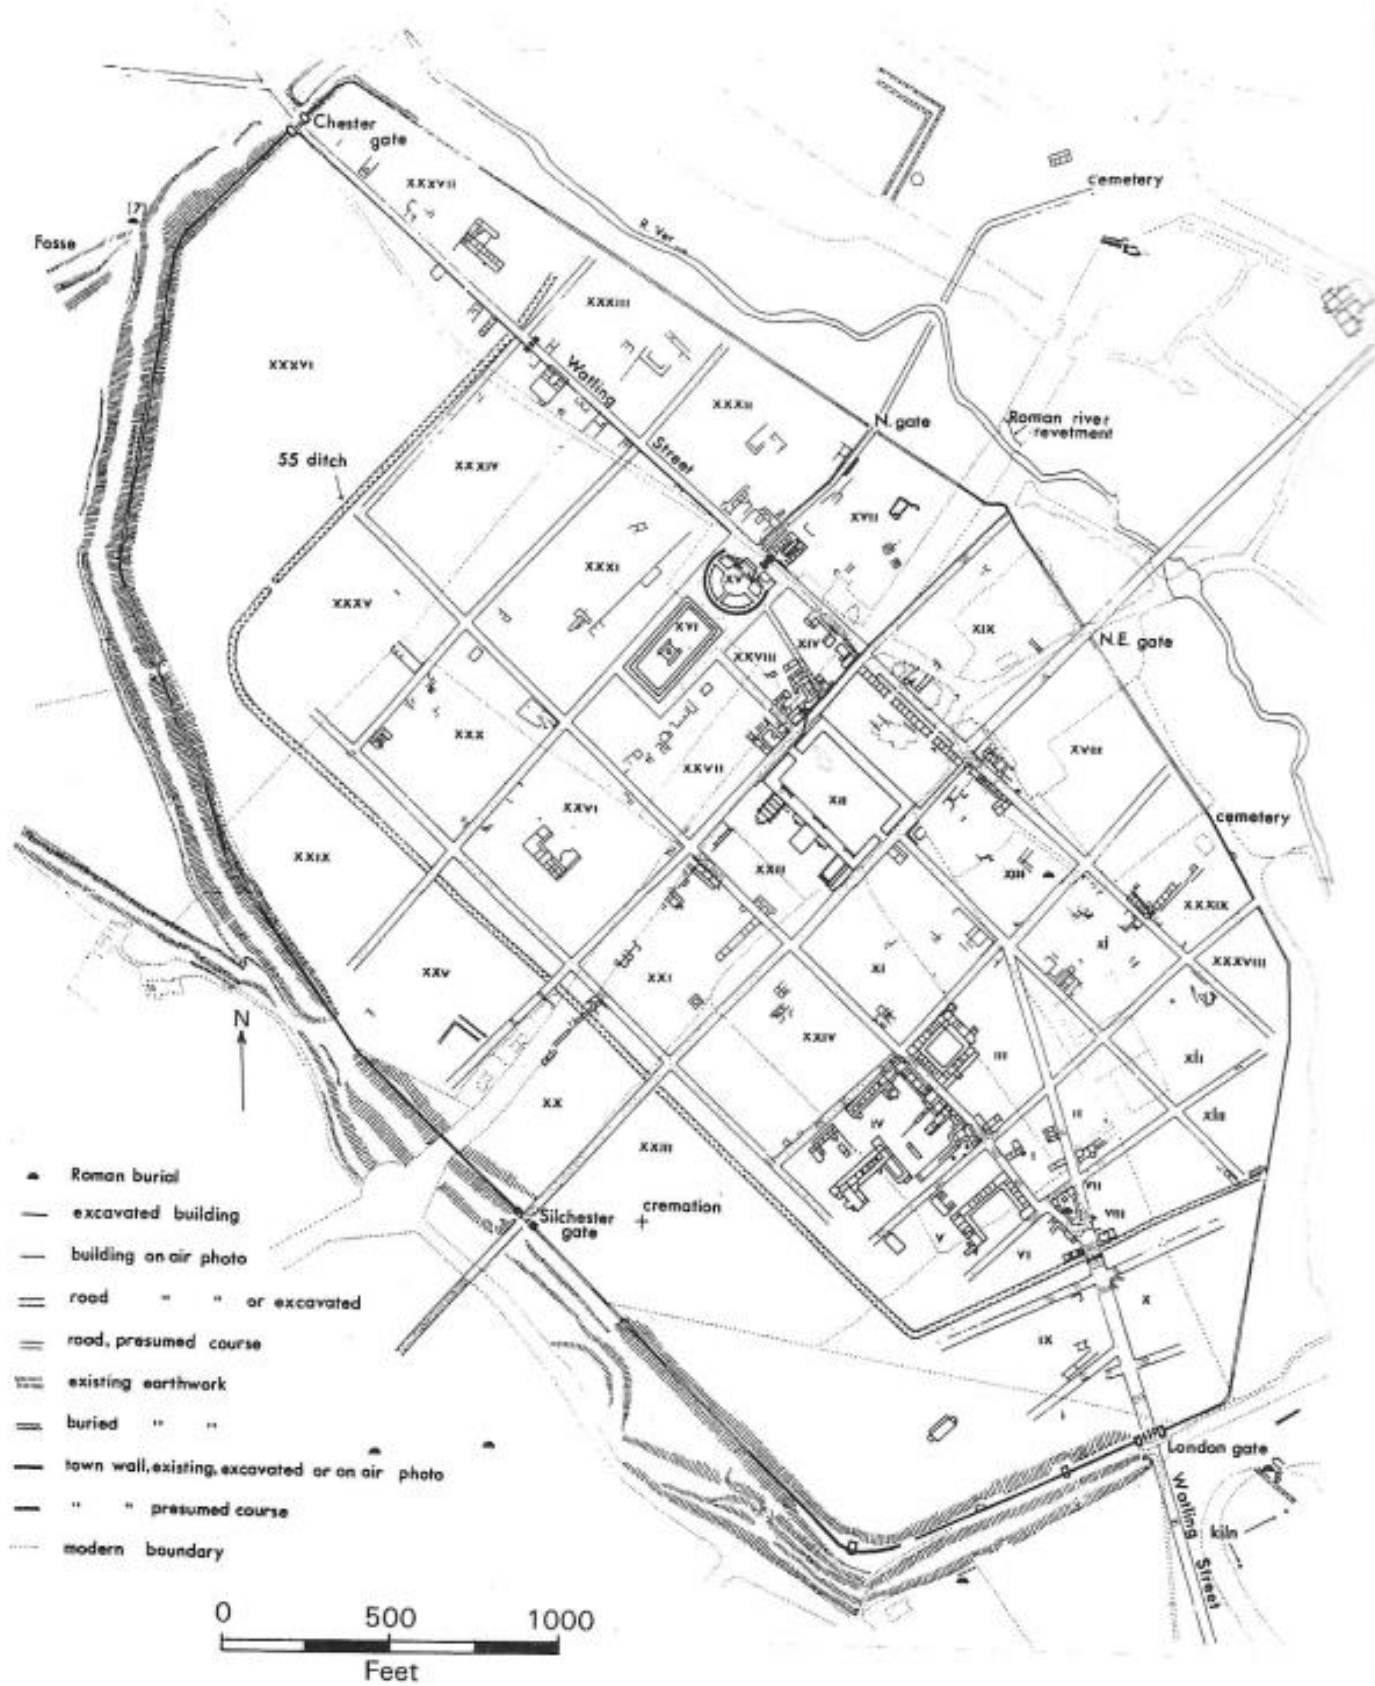 Chester
gate
XXXVII
cemetery
[7]
Fosse
R. Ver
XXXIII
XXXVI
Watling
Street
XXXII
N. gate
Roman river
revetment
55 ditch
XXXIV
XVII
XXXI
XV
XXXV
XVI
XIV
XIX
N.E. gate
XXVIII
XXX
XXVII
XVIII
XII
XXVI
cemetery
XXIX
XXII
XIII
XXXIX
XXV
XXI
XI
XXXVIII
N
XXIV
III
XX
IV
II
XXIII
I
cremation
VII
VIII
V
VI
Silchester
gate
X
IX
London gate
Watling
Street
kiln
Roman burial
excavated building
building on air photo
road " " or excavated
road, presumed course
existing earthwork
buried " "
town wall, existing, excavated or on air photo
" " presumed course
modern boundary
0 500 1000
Feet